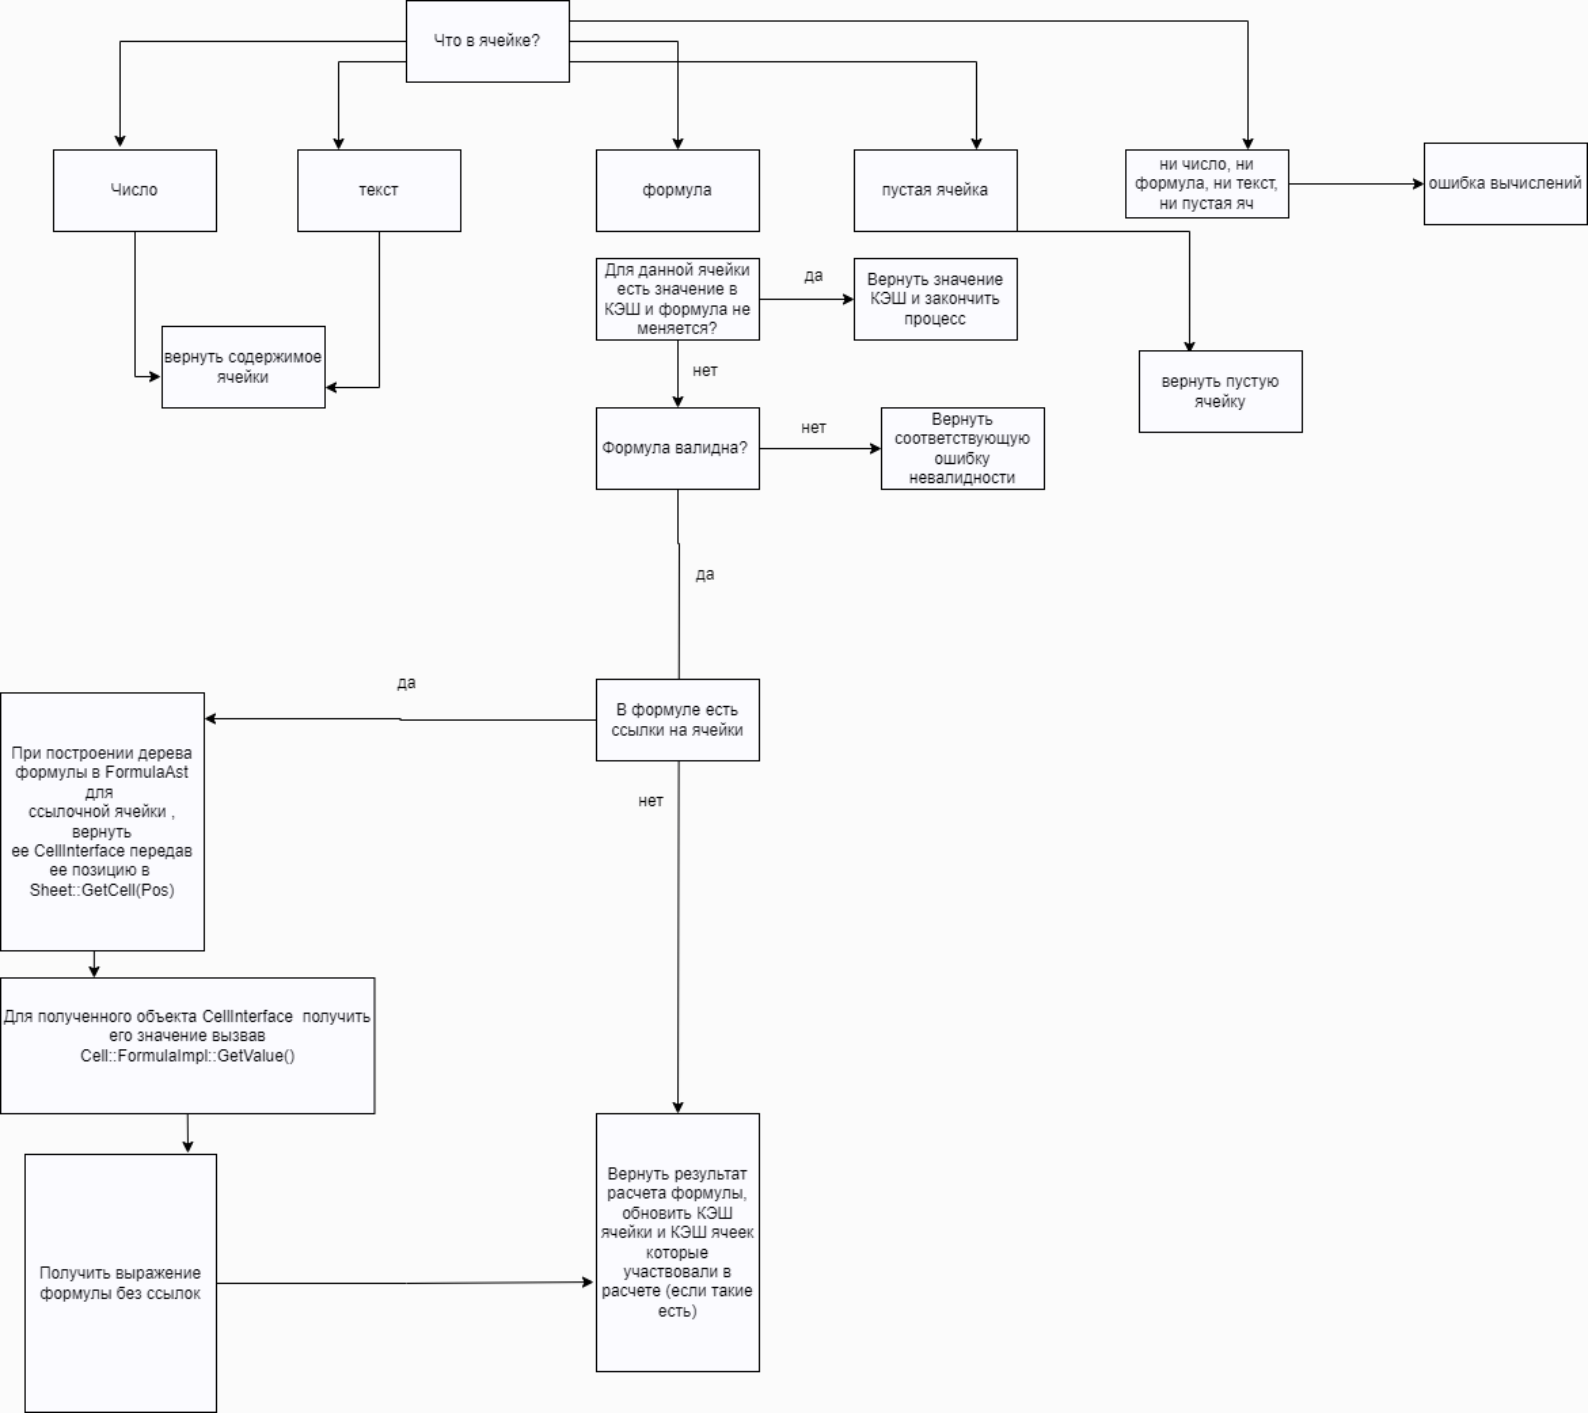 Что в ячейке?
Число
текст
формула
пустая ячейка
ни число, ни
формула, ни текст,
ни пустая яч
ошибка вычислений
Для данной ячейки
есть значение в
КЭШ и формула не
меняется?
да
Вернуть значение
КЭШ и закончить
процесс
вернуть содержимое
ячейки
нет
вернуть пустую
ячейку
Формула валидна?
нет
Вернуть
соответствующую
ошибку
невалидности
да
да
В формуле есть
ссылки на ячейки
При построении дерева
формулы в FormulaAst
для
ссылочной ячейки ,
вернуть
ее CellInterface передав
ее позицию в
Sheet::GetCell(Pos)
нет
Для полученного объекта CellInterface  получить
его значение вызвав
Cell::FormulaImpl::GetValue()
Получить выражение
формулы без ссылок
Вернуть результат
расчета формулы,
обновить КЭШ
ячейки и КЭШ ячеек
которые
участвовали в
расчете (если такие
есть)